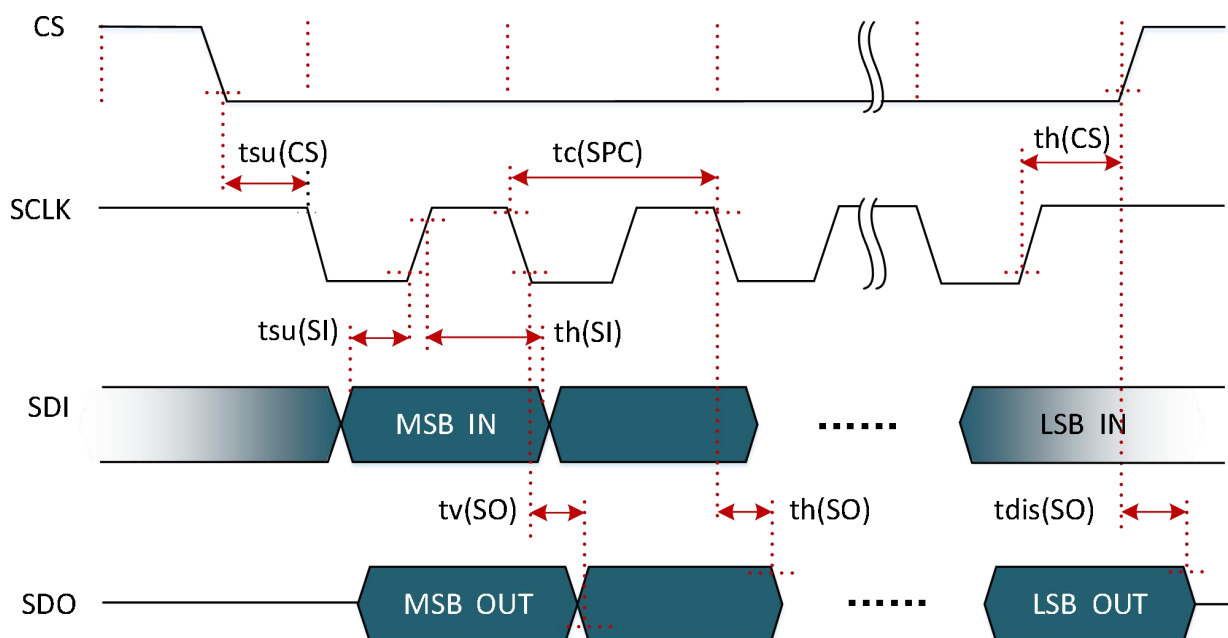 CS
tsu(CS)
tc(SPC)
th(CS)
SCLK
tsu(SI)
th(SI)
SDI
MSB IN
LSB IN
tv(SO)
th(SO)
tdis(SO)
SDO
MSB OUT
LSB OUT